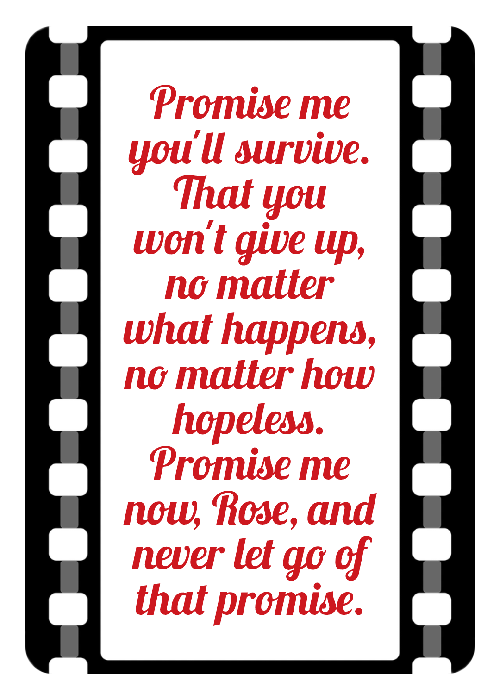 Promise me
you'll survive.
That you
won't give up,
no matter
what happens,
no matter how
hopeless.
Promise me
now, Rose, and
never let go of
that promise.